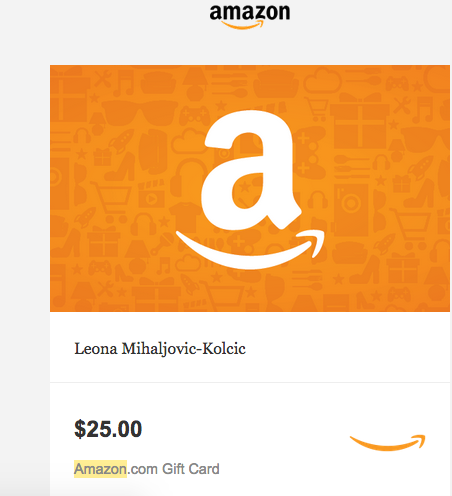 amazon
a
Leona Mihaljovic-Kolcic
$25.00
Amazon.com Gift Card